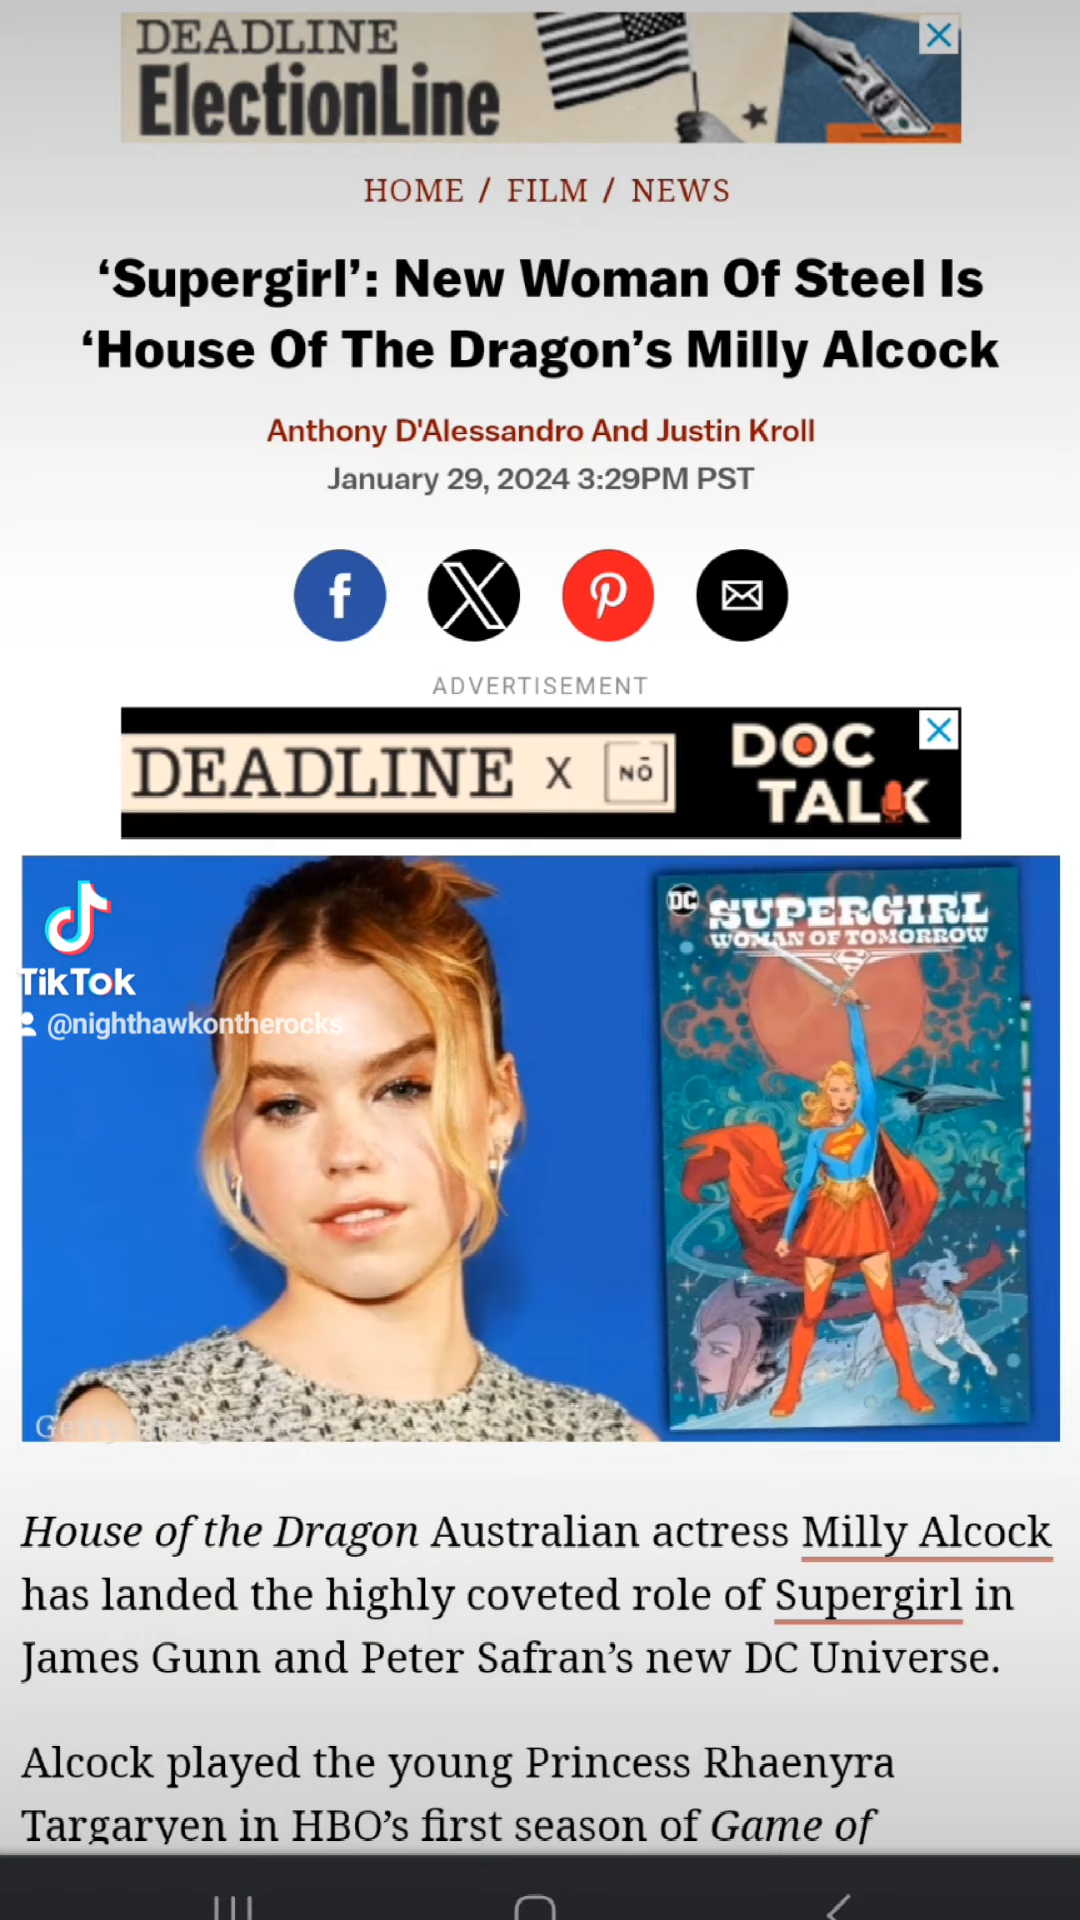 DEADLINE
ElectionLine
HOME / FILM / NEWS
‘Supergirl’: New Woman Of Steel Is
‘House Of The Dragon’s Milly Alcock
Anthony D'Alessandro And Justin Kroll
January 29, 2024 3:29PM PST
ADVERTISEMENT
DEADLINE X NŌ
DOC
TALK
DC
SUPERGIRL
WOMAN OF TOMORROW
TikTok
@nighthawkontherocks
House of the Dragon Australian actress Milly Alcock
has landed the highly coveted role of Supergirl in
James Gunn and Peter Safran’s new DC Universe.
Alcock played the young Princess Rhaenyra
Targaryen in HBO’s first season of Game of